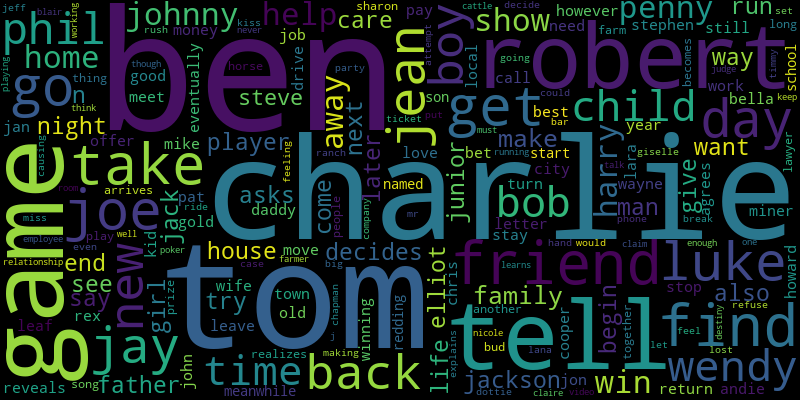 jeff blair working cattle sharon decide
kiss rush never
phil ben johnny help care pay however penny run set
home job money show need farm stephen still long
go n thing though good meet drive boy robert
steve eventually horse party attempt local going becomes timmy
away jean son call way school
jan night offer mike player next get child work judge could
think ticket best bella keep day
playing causing take asks feeling love put make year want
game joe jack pat daddy ranch later bet must bar start
room gold ride named come charlie junior running city lara harry give agrees lawyer
miss arrives people company mr turn bob wayne talk giselle
kid letter man phone break miner
employee play well poker house move decides stay hand would claim enough one
relationship even end new case farmer friend luke
see girl wife try big elliot chris learns stop howard
say prize town old chapman life family begin also refuse
rex leave tom redding winning another nicole cooper together feel destiny
leaf jay j tell find
reveals song john time realizes making back explains bud lana let lost
father meanwhile dottie jackson jon claire video win return andie wendy